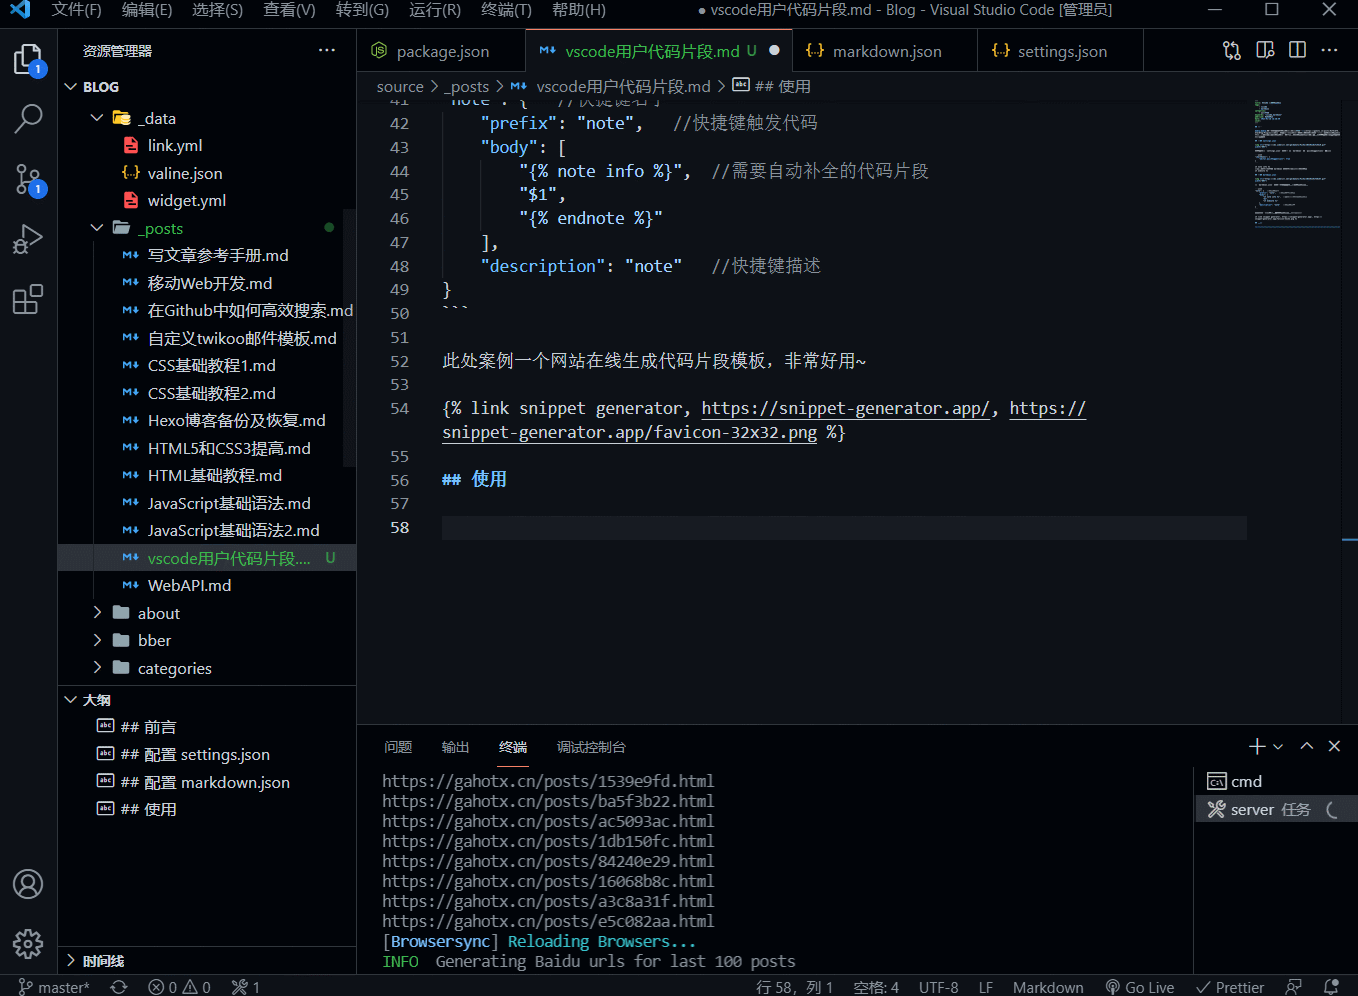 文件(F) 编辑(E) 选择(S) 查看(V) 转到(G) 运行(R) 终端(T) 帮助(H) ● vscode用户代码片段.md - Blog - Visual Studio Code [管理员]
资源管理器 ···
package.json
vscode用户代码片段.md U ●
markdown.json
settings.json
source > _posts > vscode用户代码片段.md > ## 使用
1
BLOG
_data
link.yml
valine.json
widget.yml
_posts
写文章参考手册.md
移动Web开发.md
在Github中如何高效搜索.md
自定义twikoo邮件模板.md
CSS基础教程1.md
CSS基础教程2.md
Hexo博客备份及恢复.md
HTML5和CSS3提高.md
HTML基础教程.md
JavaScript基础语法.md
JavaScript基础语法2.md
vscode用户代码片段.... U
WebAPI.md
about
bber
categories
1
大纲
## 前言
## 配置 settings.json
## 配置 markdown.json
## 使用
时间线
41 "note": { //快捷键名字
42 "prefix": "note", //快捷键触发代码
43 "body": [
44 "{% note info %}", //需要自动补全的代码片段
45 "$1",
46 "{% endnote %}"
47 ],
48 "description": "note" //快捷键描述
49 }
50 ```
51
52 此处案例一个网站在线生成代码片段模板，非常好用~
53
54 {% link snippet generator, https://snippet-generator.app/, https://
snippet-generator.app/favicon-32x32.png %}
55
56 ## 使用
57
58
问题 输出 终端 调试控制台
https://gahotx.cn/posts/1539e9fd.html
https://gahotx.cn/posts/ba5f3b22.html
https://gahotx.cn/posts/ac5093ac.html
https://gahotx.cn/posts/1db150fc.html
https://gahotx.cn/posts/84240e29.html
https://gahotx.cn/posts/16068b8c.html
https://gahotx.cn/posts/a3c8a31f.html
https://gahotx.cn/posts/e5c082aa.html
[Browsersync] Reloading Browsers...
INFO Generating Baidu urls for last 100 posts
cmd
server 任务
master* 0 0 1 行 58，列 1 空格: 4 UTF-8 LF Markdown Go Live Prettier